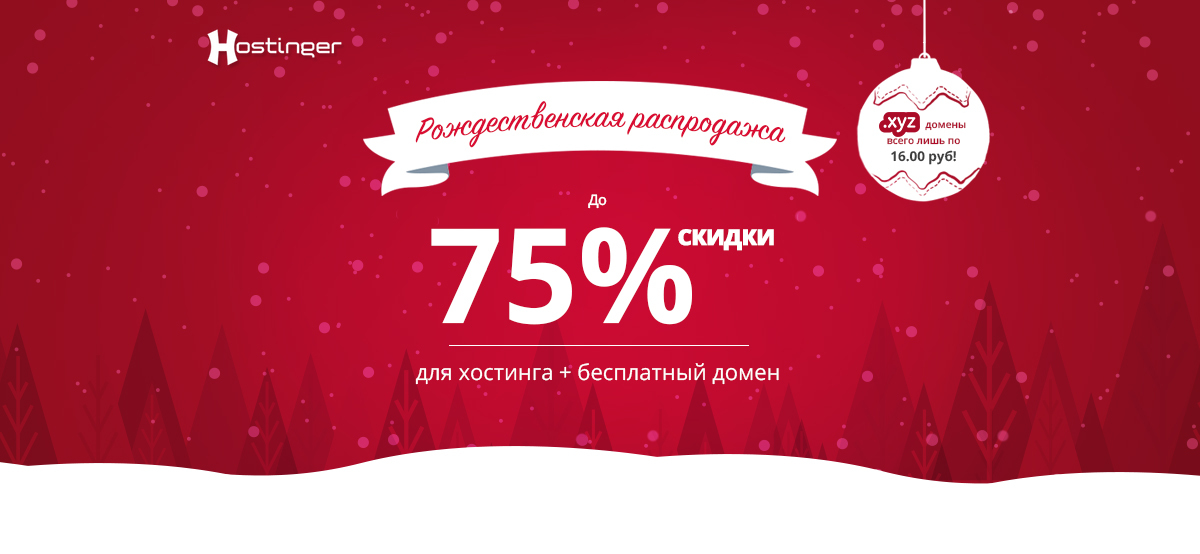 Hostinger
Рождественская распродажа
.xyz домены
всего лишь по
16.00 руб!
До
75% скидки
для хостинга + бесплатный домен